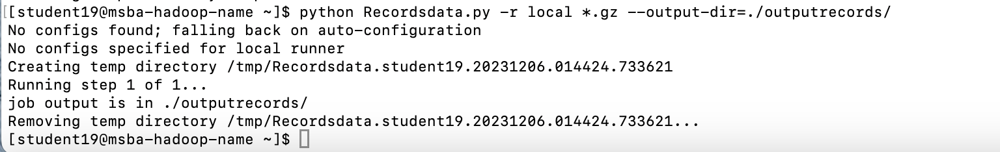 [[student19@msba-hadoop-name ~]$ python Recordsdata.py -r local *.gz --output-dir=./outputrecords/
No configs found; falling back on auto-configuration
No configs specified for local runner
Creating temp directory /tmp/Recordsdata.student19.20231206.014424.733621
Running step 1 of 1...
job output is in ./outputrecords/
Removing temp directory /tmp/Recordsdata.student19.20231206.014424.733621...
[student19@msba-hadoop-name ~]$